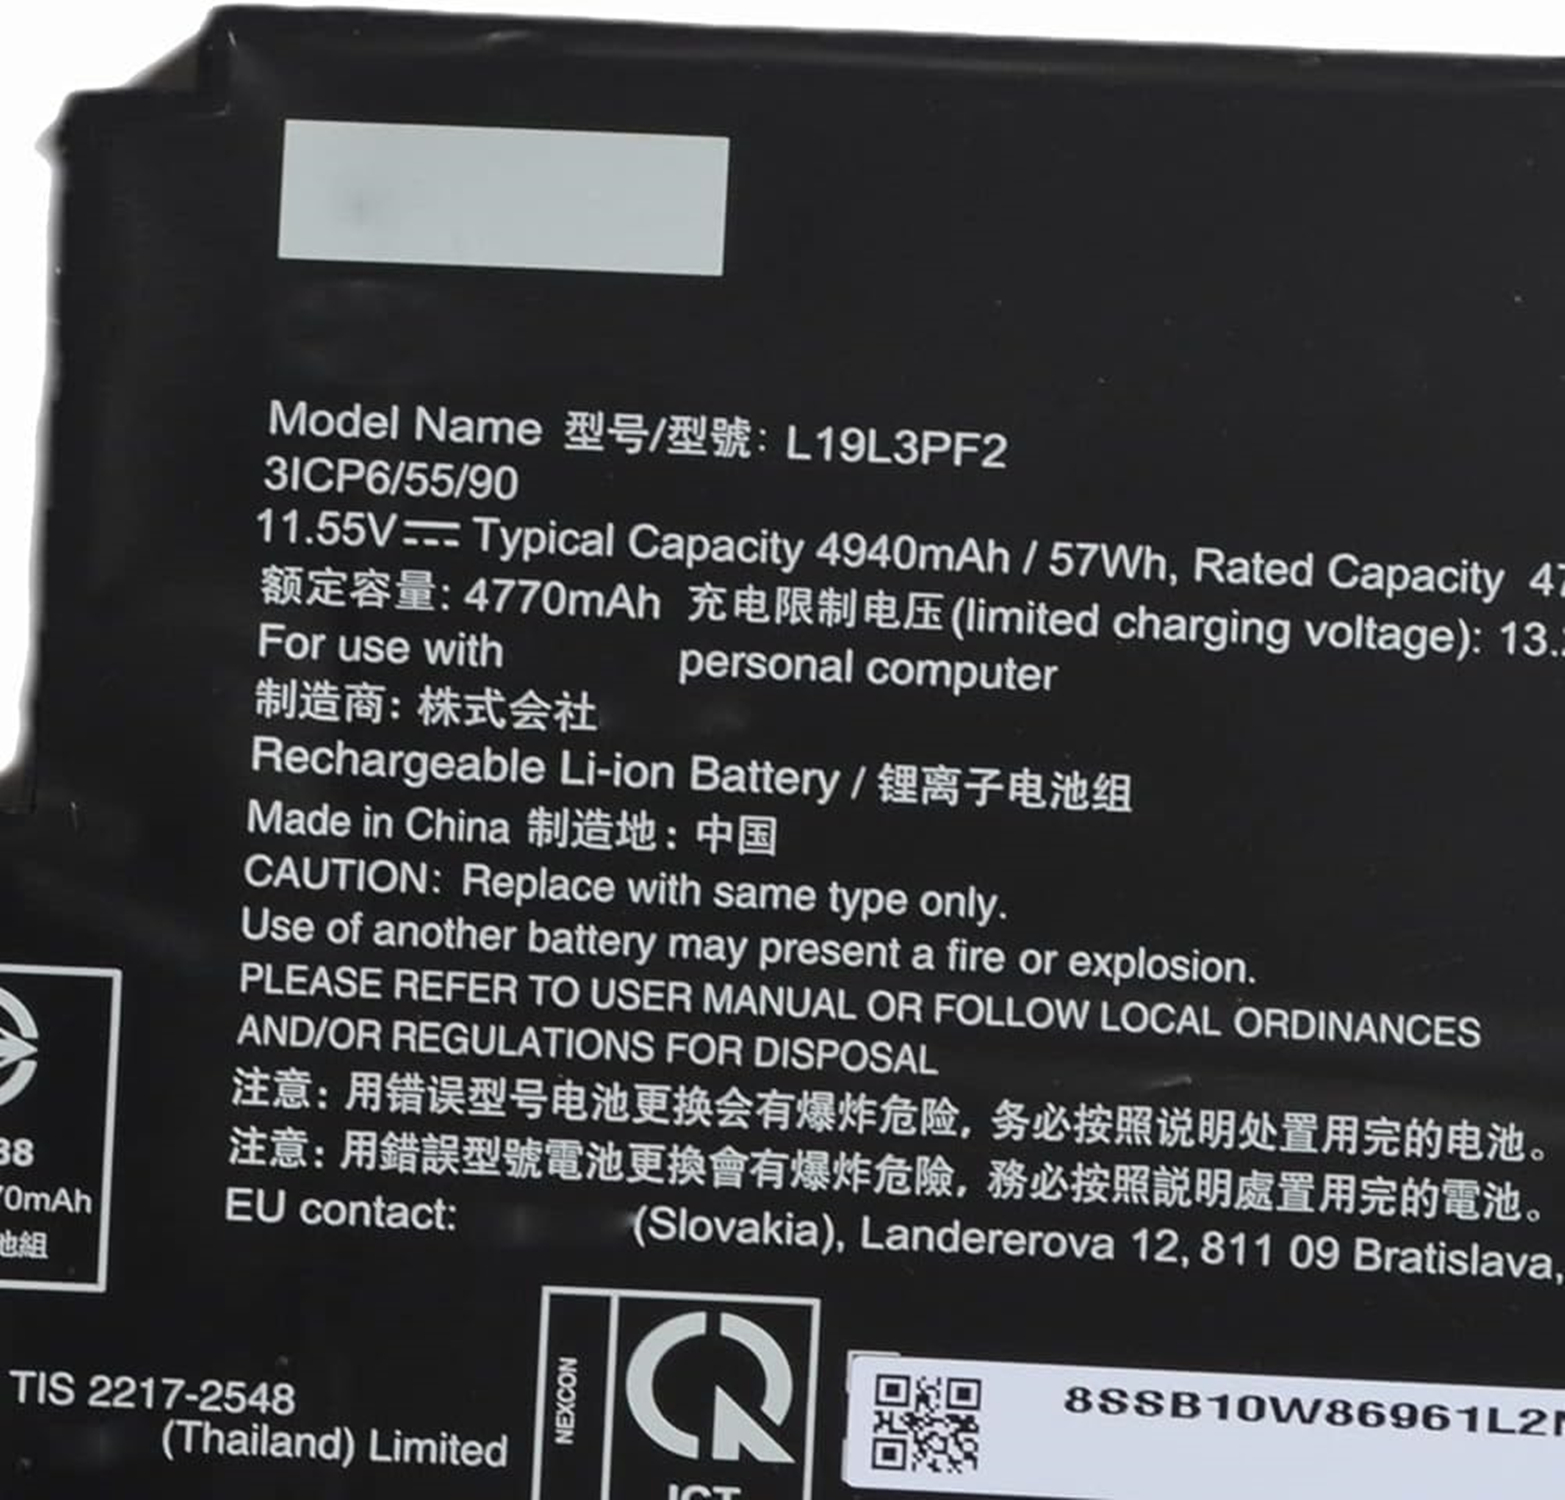 Model Name 型号/型號: L19L3PF2
3ICP6/55/90
11.55V⎓ Typical Capacity 4940mAh / 57Wh, Rated Capacity 47
额定容量: 4770mAh 充电限制电压(limited charging voltage): 13.
For use with personal computer
制造商: 株式会社
Rechargeable Li-ion Battery / 锂离子电池组
Made in China 制造地: 中国
CAUTION: Replace with same type only.
Use of another battery may present a fire or explosion.
PLEASE REFER TO USER MANUAL OR FOLLOW LOCAL ORDINANCES
AND/OR REGULATIONS FOR DISPOSAL
注意: 用错误型号电池更换会有爆炸危险, 务必按照说明处置用完的电池。
注意: 用錯誤型號電池更換會有爆炸危險, 務必按照説明處置用完的電池。
EU contact: (Slovakia), Landererova 12, 811 09 Bratislava,
38
70mAh
池組
TIS 2217-2548
(Thailand) Limited
NEXCON
ICT
8SSB10W86961L2